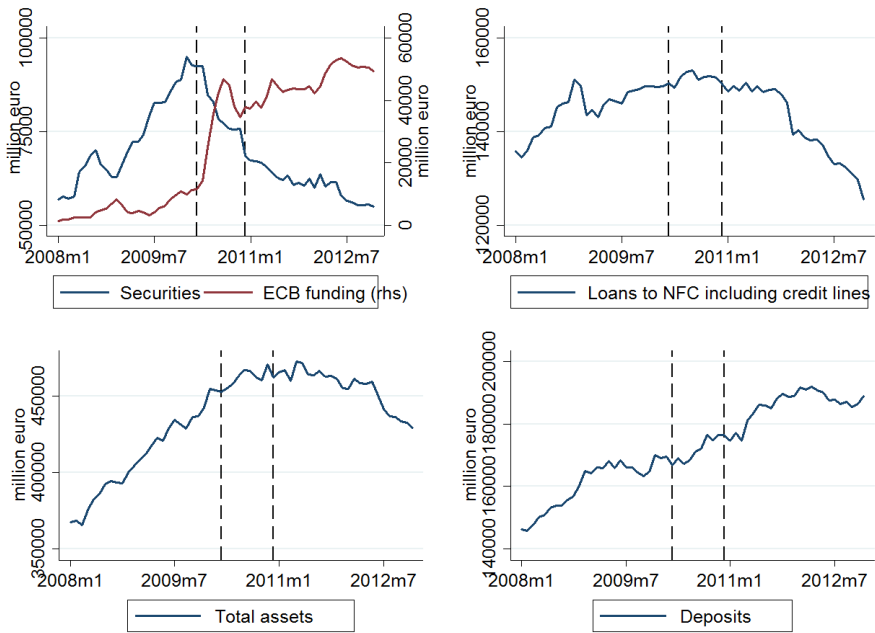 100000
75000
50000
million euro
60000
40000
20000
0
million euro
2008m1 2009m7 2011m1 2012m7
Securities ECB funding (rhs)
160000
140000
120000
million euro
2008m1 2009m7 2011m1 2012m7
Loans to NFC including credit lines
450000
400000
350000
million euro
2008m1 2009m7 2011m1 2012m7
Total assets
200000
180000
160000
140000
million euro
2008m1 2009m7 2011m1 2012m7
Deposits